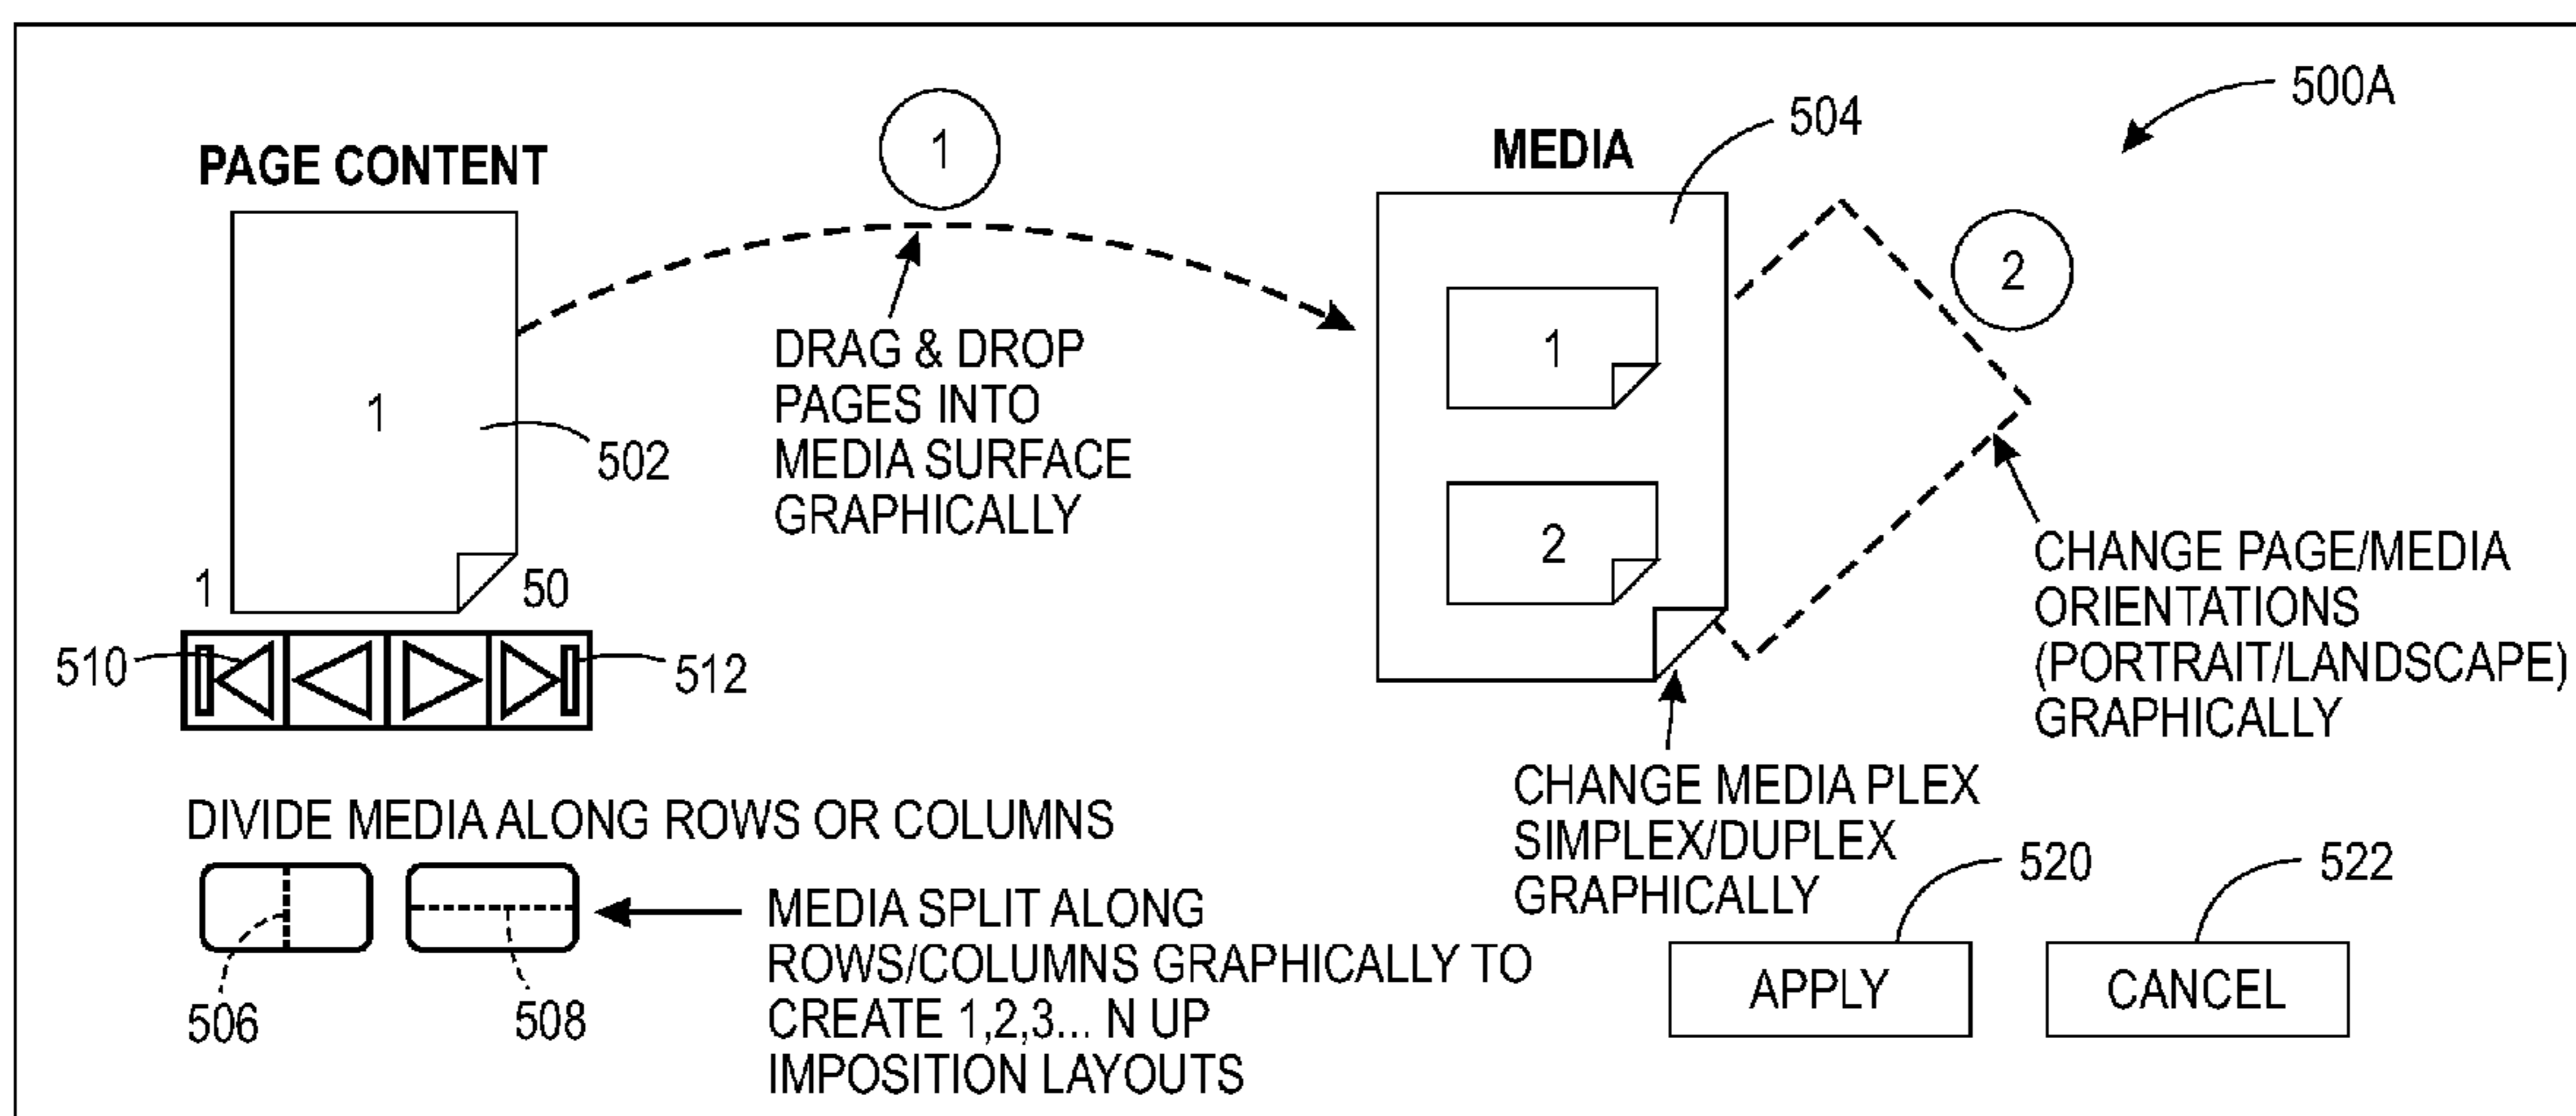 500A
1
504
MEDIA
PAGE CONTENT
2
DRAG & DROP
PAGES INTO
MEDIA SURFACE
GRAPHICALLY
1
1
502
2
1
50
CHANGE PAGE/MEDIA
ORIENTATIONS
(PORTRAIT/LANDSCAPE)
GRAPHICALLY
510
512
CHANGE MEDIA PLEX
SIMPLEX/DUPLEX
GRAPHICALLY
DIVIDE MEDIA ALONG ROWS OR COLUMNS
520
522
MEDIA SPLIT ALONG
ROWS/COLUMNS GRAPHICALLY TO
CREATE 1,2,3... N UP
IMPOSITION LAYOUTS
506
508
APPLY
CANCEL